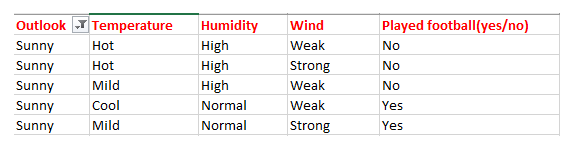 Outlook Temperature Humidity Wind Played football(yes/no)
Sunny Hot High Weak No
Sunny Hot High Strong No
Sunny Mild High Weak No
Sunny Cool Normal Weak Yes
Sunny Mild Normal Strong Yes